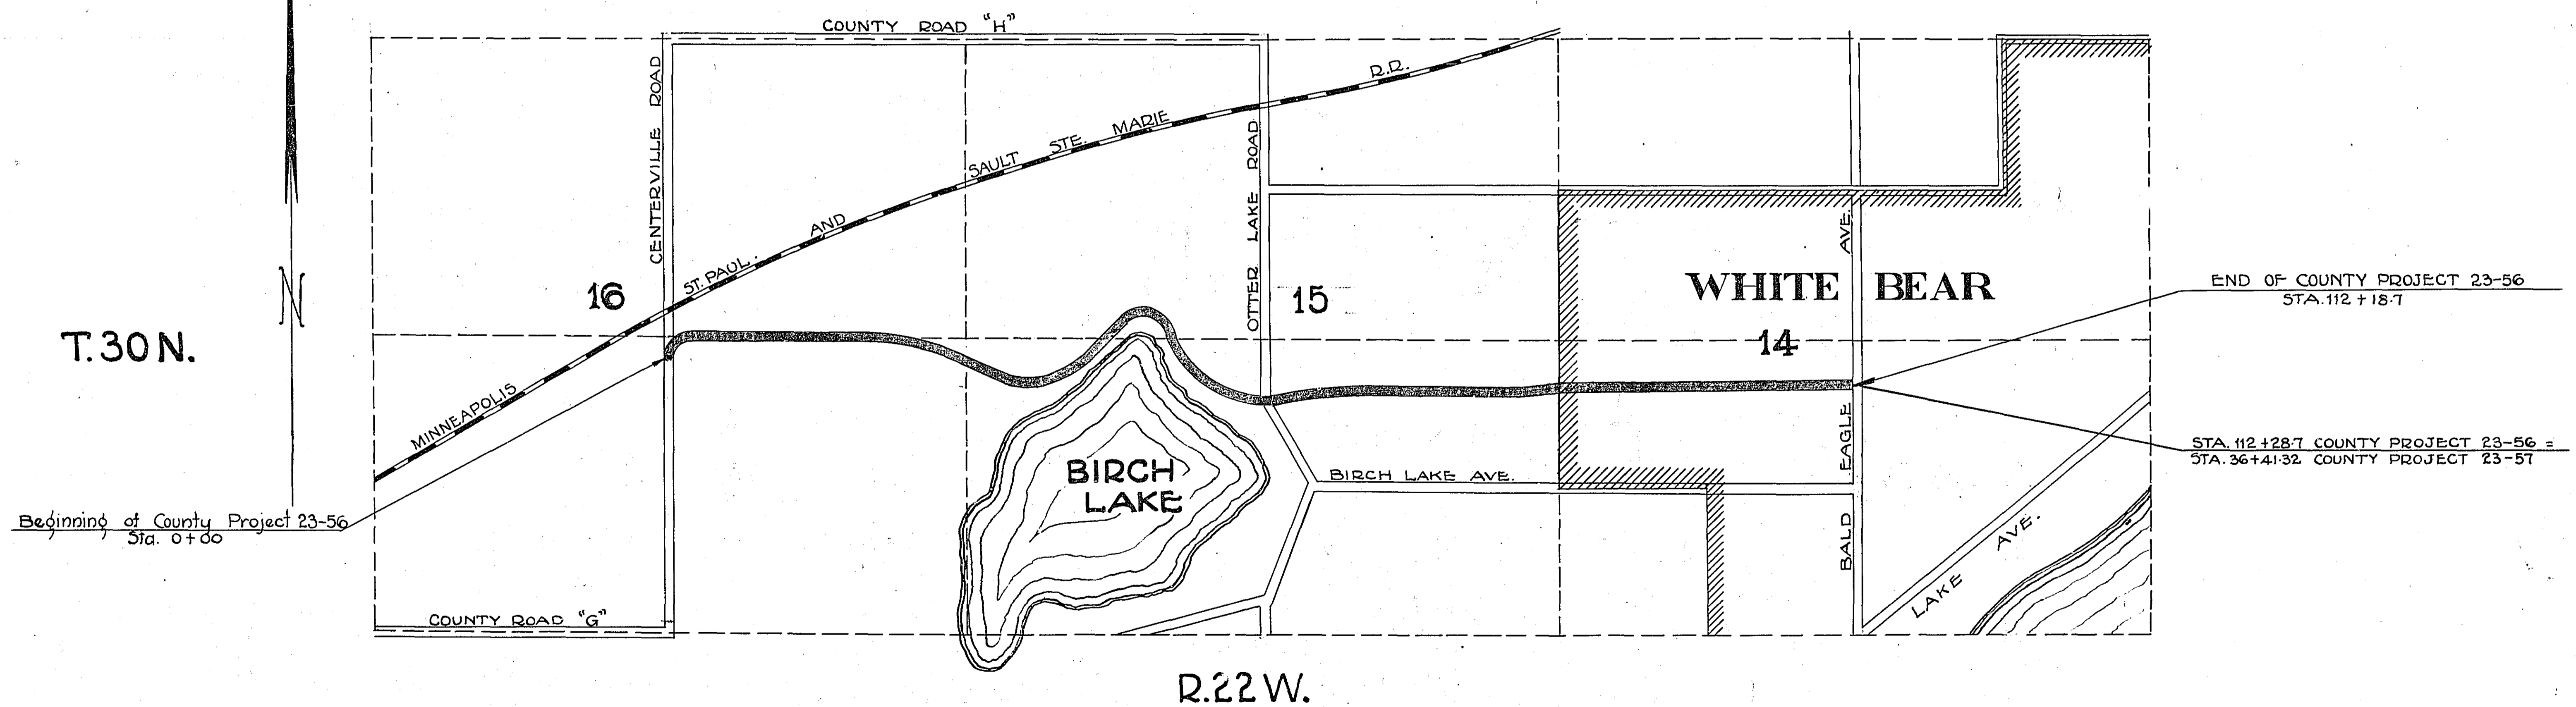 COUNTY ROAD "H"
CENTERVILLE ROAD
MINNEAPOLIS ST. PAUL. AND SAULT STE. MARIE R.R.
OTTER LAKE ROAD
N
T. 30 N.
16
15
WHITE BEAR
14
END OF COUNTY PROJECT 23-56
STA. 112 + 18.7
STA. 112 + 28.7 COUNTY PROJECT 23-56 =
STA. 36+41.32 COUNTY PROJECT 23-57
BIRCH
LAKE
BIRCH LAKE AVE.
BALD EAGLE AVE.
LAKE AVE.
Beginning of County Project 23-56
Sta. 0+00
COUNTY ROAD "G"
R. 22 W.